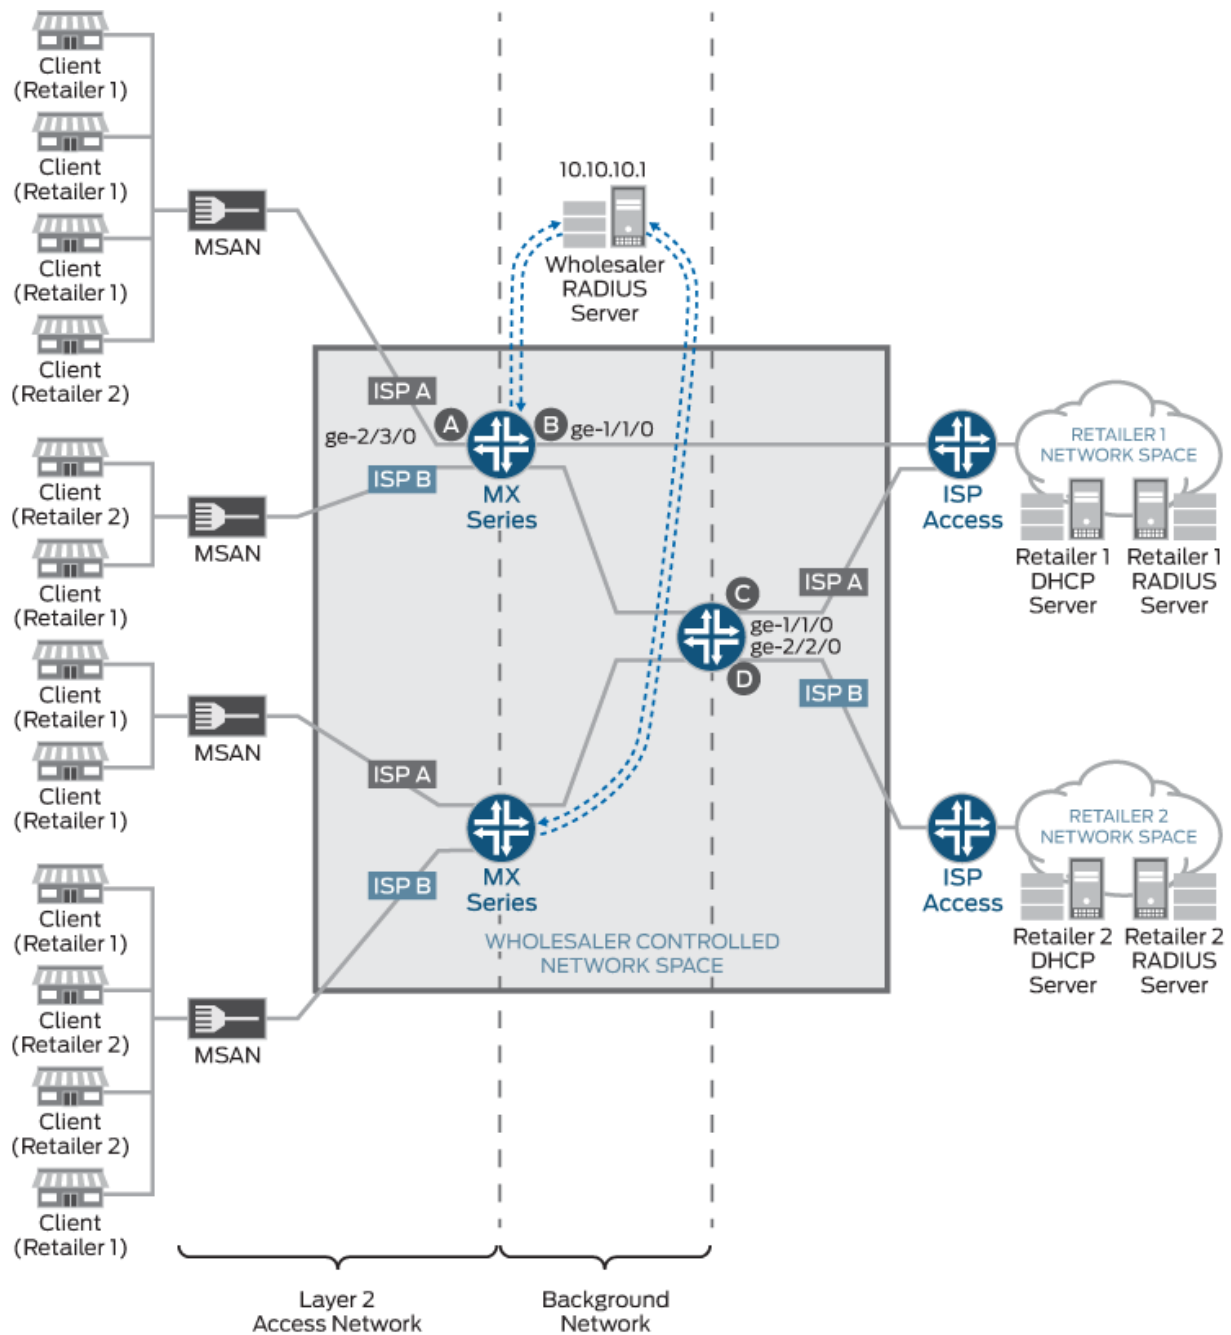 Client
(Retailer 1)
Client
(Retailer 1)
Client
(Retailer 1)
Client
(Retailer 2)
MSAN
10.10.10.1
Wholesaler
RADIUS
Server
Client
(Retailer 2)
Client
(Retailer 1)
MSAN
Client
(Retailer 1)
Client
(Retailer 1)
MSAN
Client
(Retailer 1)
Client
(Retailer 2)
Client
(Retailer 2)
Client
(Retailer 1)
MSAN
ISP A
A
B
ge-2/3/0
ge-1/1/0
ISP B
MX
Series
C
ge-1/1/0
ge-2/2/0
D
ISP A
ISP B
ISP A
ISP B
MX
Series
WHOLESALER CONTROLLED
NETWORK SPACE
ISP
Access
RETAILER 1
NETWORK SPACE
Retailer 1
DHCP
Server
Retailer 1
RADIUS
Server
ISP
Access
RETAILER 2
NETWORK SPACE
Retailer 2
DHCP
Server
Retailer 2
RADIUS
Server
Layer 2
Access Network
Background
Network